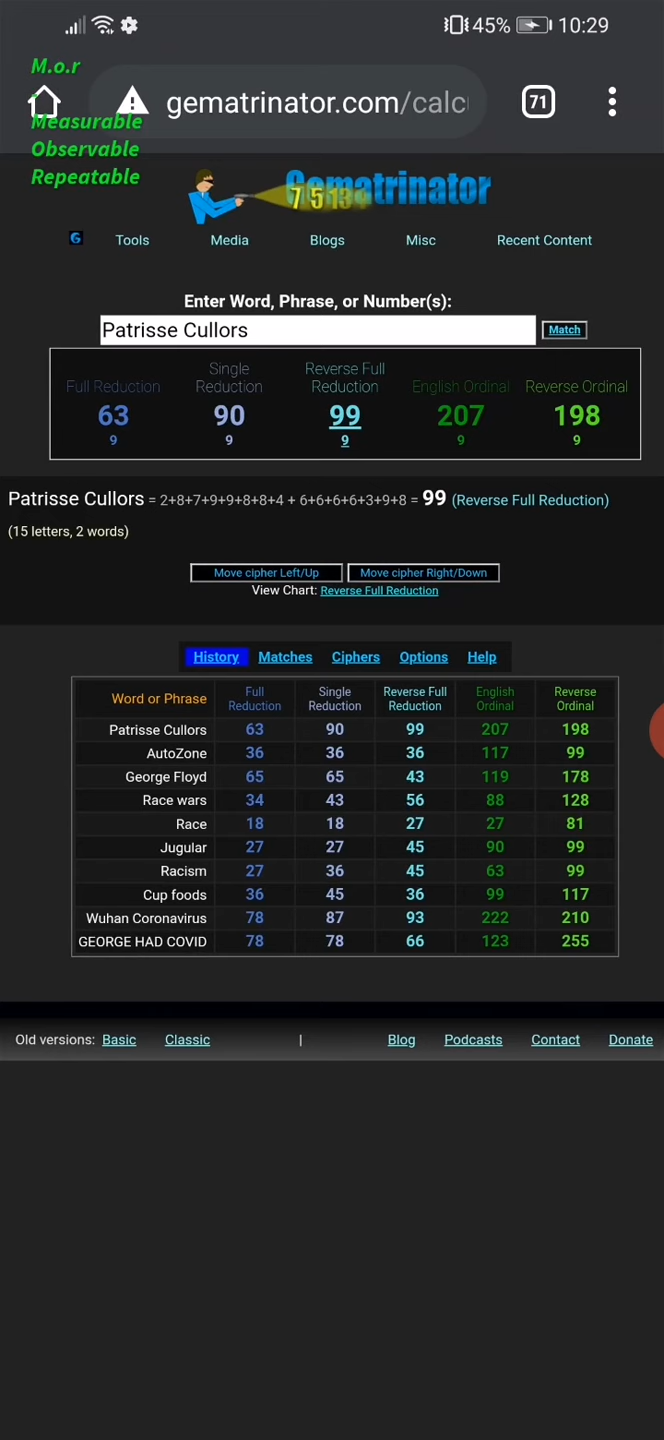 45% 10:29
M.o.r
-
Measurable
Observable
Repeatable
gematrinator.com/calc 71
Gematrinator
7 5 13
G Tools Media Blogs Misc Recent Content
Enter Word, Phrase, or Number(s):
Patrisse Cullors Match
Full Reduction Single Reduction Reverse Full Reduction English Ordinal Reverse Ordinal
63 90 99 207 198
9 9 9 9 9
Patrisse Cullors = 2+8+7+9+9+8+8+4 + 6+6+6+6+3+9+8 = 99 (Reverse Full Reduction)
(15 letters, 2 words)
Move cipher Left/Up Move cipher Right/Down
View Chart: Reverse Full Reduction
History Matches Ciphers Options Help
Word or Phrase Full Reduction Single Reduction Reverse Full Reduction English Ordinal Reverse Ordinal
Patrisse Cullors 63 90 99 207 198
AutoZone 36 36 36 117 99
George Floyd 65 65 43 119 178
Race wars 34 43 56 88 128
Race 18 18 27 27 81
Jugular 27 27 45 90 99
Racism 27 36 45 63 99
Cup foods 36 45 36 99 117
Wuhan Coronavirus 78 87 93 222 210
GEORGE HAD COVID 78 78 66 123 255
Old versions: Basic Classic | Blog Podcasts Contact Donate